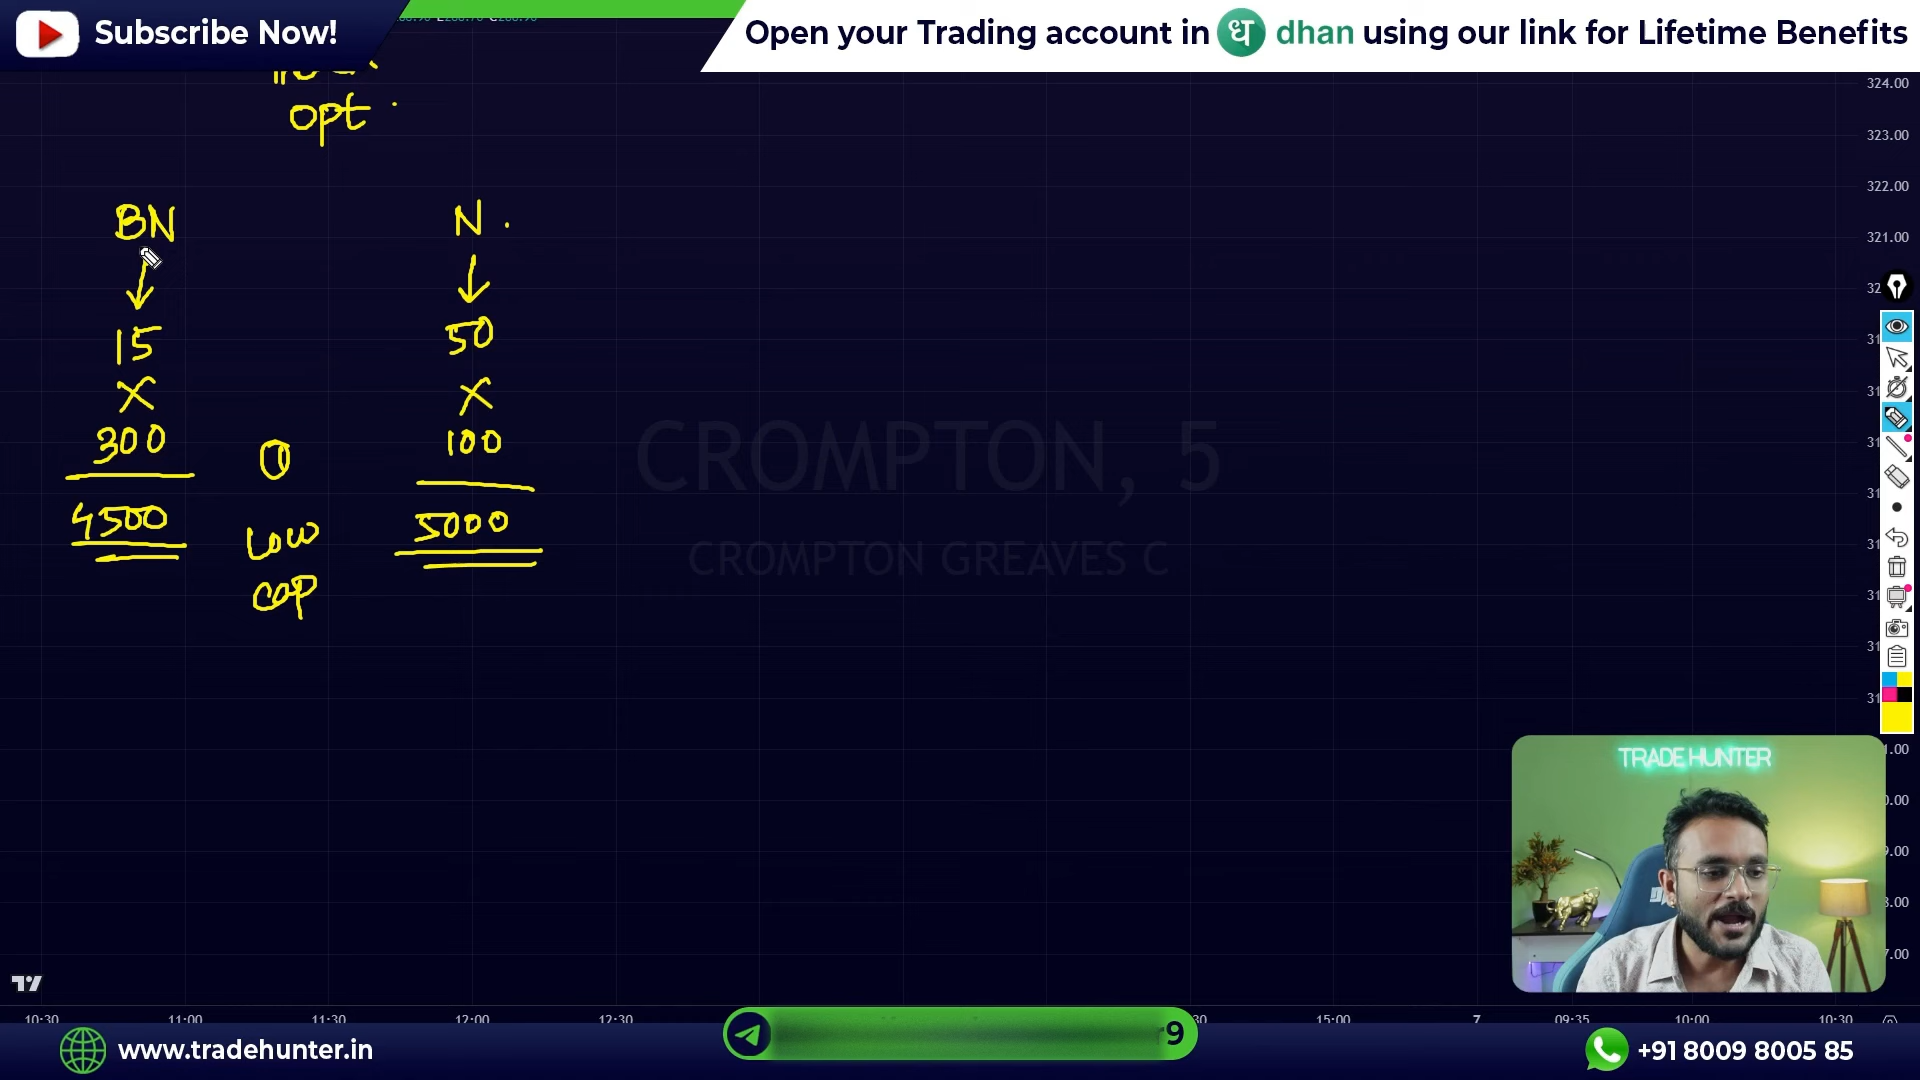 Subscribe Now!
Open your Trading account in ध dhan using our link for Lifetime Benefits
opt
BN
N
15
50
X
X
300
100
①
4500
5000
Low
cap
CROMPTON, 5
CROMPTON GREAVES C
324.00
323.00
322.00
321.00
TRADE HUNTER
10:30
11:00
11:30
12:00
12:30
15:00
7
09:35
10:00
10:30
www.tradehunter.in
9
+91 8009 8005 85